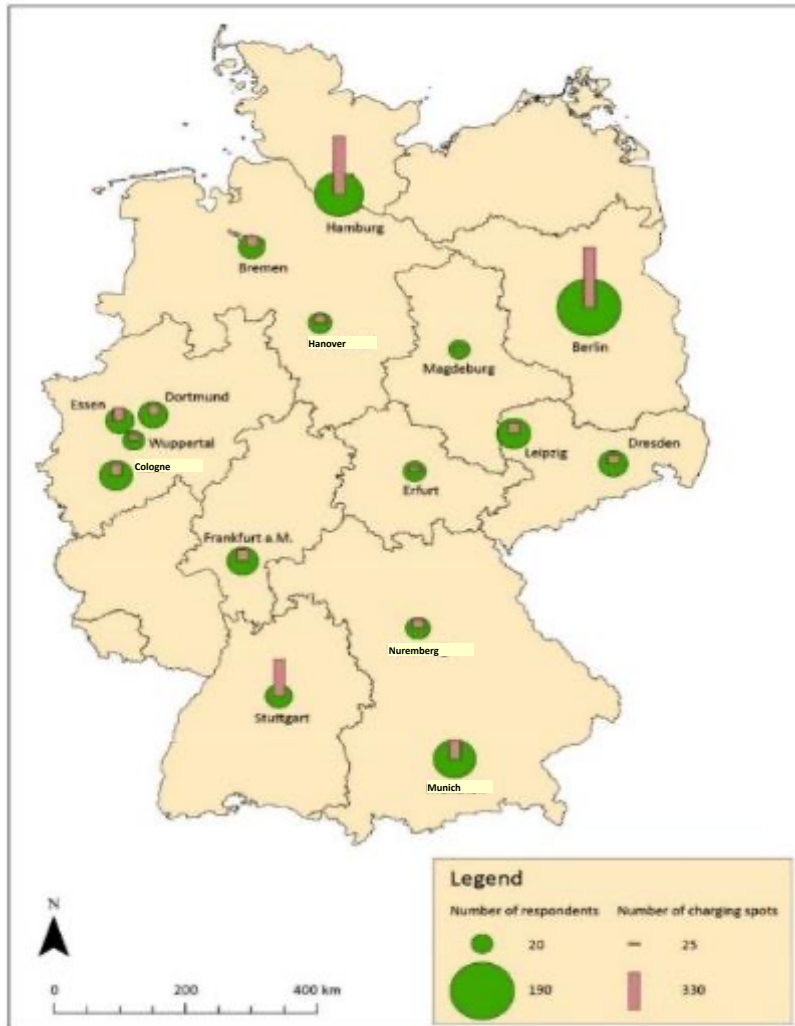 Hamburg
Bremen
Hanover
Magdeburg
Berlin
Essen
Dortmund
Wuppertal
Cologne
Leipzig
Dresden
Erfurt
Frankfurt a.M.
Nuremberg
Stuttgart
Munich
Legend
Number of respondents Number of charging spots
20 25
190 330
N
0 200 400 km